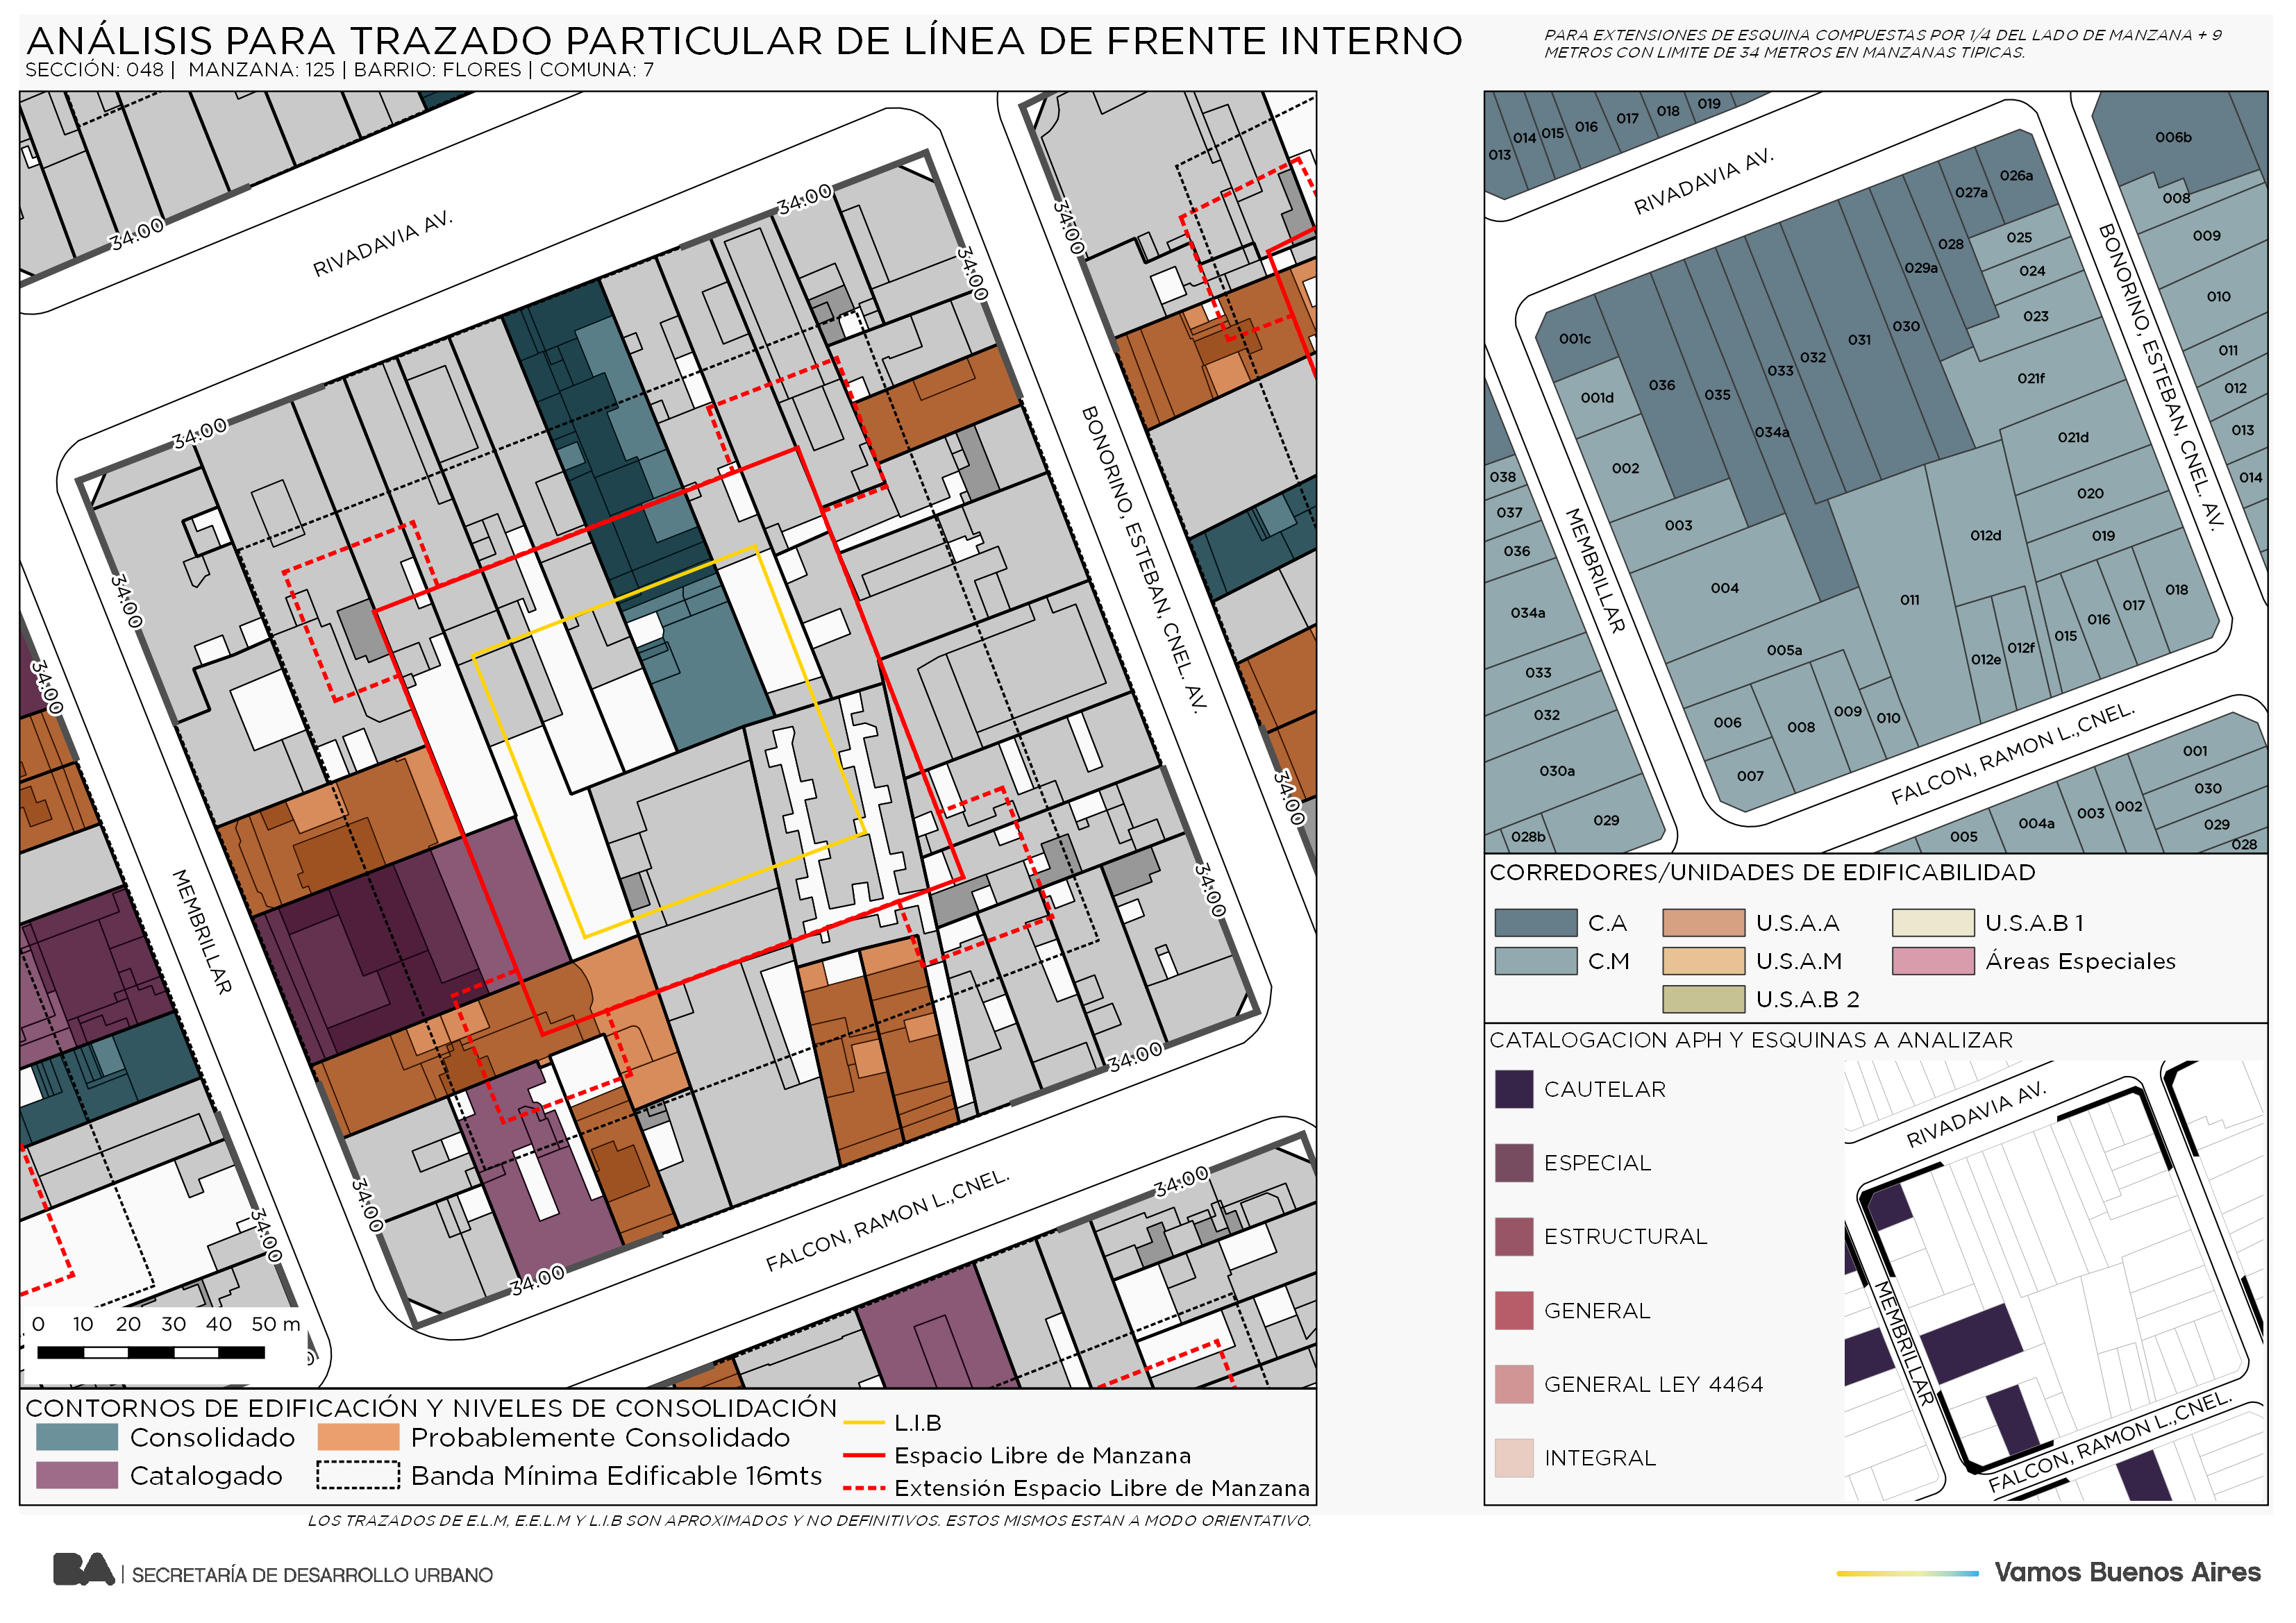 ANÁLISIS PARA TRAZADO PARTICULAR DE LÍNEA DE FRENTE INTERNO
SECCIÓN: 048 | MANZANA: 125 | BARRIO: FLORES | COMUNA: 7
PARA EXTENSIONES DE ESQUINA COMPUESTAS POR 1/4 DEL LADO DE MANZANA + 9
METROS CON LIMITE DE 34 METROS EN MANZANAS TIPICAS.
34:00
RIVADAVIA AV.
34:00
34:00
34:00
34:00
34:00
34:00
BONORINO, ESTEBAN, CNEL. AV.
34:00
MEMBRILLAR
34:00
34:00
34:00
34:00
34:00
34:00
FALCON, RAMON L.,CNEL.
34:00
0 10 20 30 40 50 m
CONTORNOS DE EDIFICACIÓN Y NIVELES DE CONSOLIDACIÓN
Consolidado
Probablemente Consolidado
Catalogado
Banda Mínima Edificable 16mts
L.I.B
Espacio Libre de Manzana
Extensión Espacio Libre de Manzana
LOS TRAZADOS DE E.L.M, E.E.L.M Y L.I.B SON APROXIMADOS Y NO DEFINITIVOS. ESTOS MISMOS ESTAN A MODO ORIENTATIVO.
013
014
015
016
017
018
019
RIVADAVIA AV.
006b
008
009
010
011
012
013
014
BONORINO, ESTEBAN, CNEL. AV.
026a
027a
025
028
024
029a
023
030
031
032
033
021f
001c
036
035
034a
001d
002
021d
003
020
012d
019
004
011
018
017
016
015
012f
012e
005a
006
008
009
010
007
038
037
036
034a
033
032
030a
029
028b
MEMBRILLAR
FALCON, RAMON L.,CNEL.
001
030
029
028
002
003
004a
005
CORREDORES/UNIDADES DE EDIFICABILIDAD
C.A
U.S.A.A
U.S.A.B 1
C.M
U.S.A.M
Áreas Especiales
U.S.A.B 2
CATALOGACION APH Y ESQUINAS A ANALIZAR
CAUTELAR
ESPECIAL
ESTRUCTURAL
GENERAL
GENERAL LEY 4464
INTEGRAL
RIVADAVIA AV.
MEMBRILLAR
FALCON, RAMON L.,CNEL.
BA | SECRETARÍA DE DESARROLLO URBANO
Vamos Buenos Aires